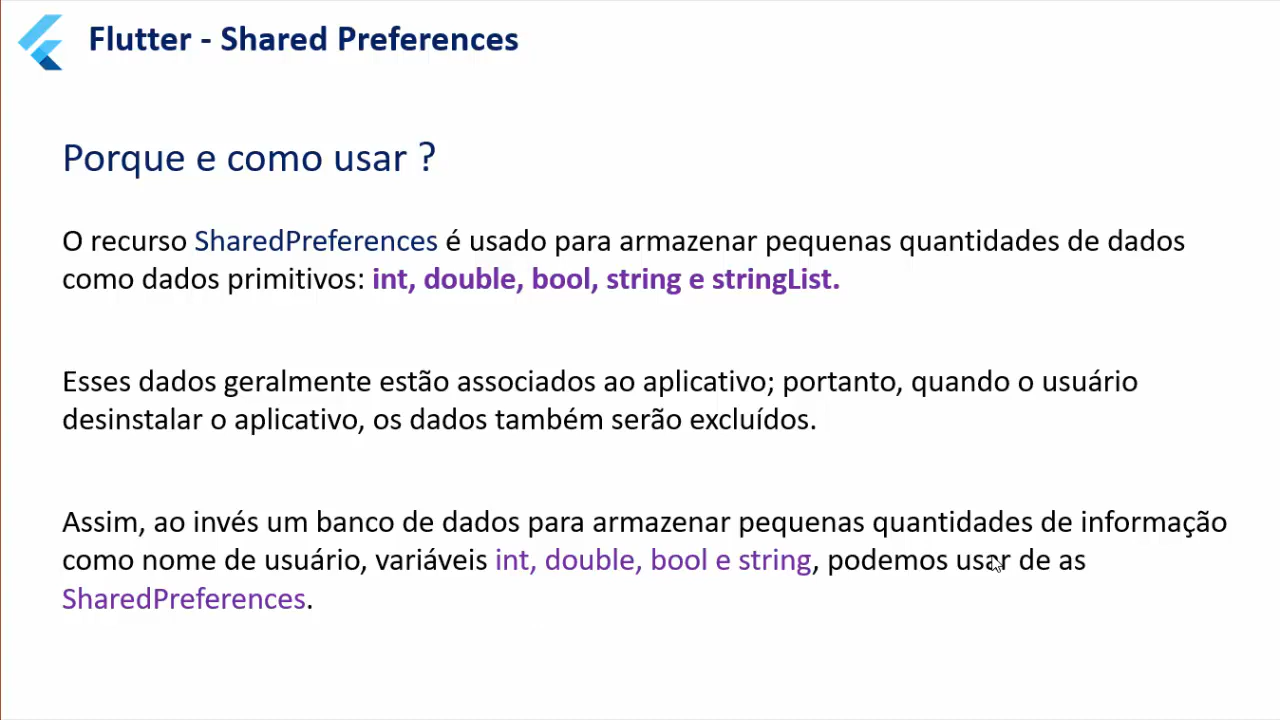 Flutter - Shared Preferences
Porque e como usar ?
O recurso SharedPreferences é usado para armazenar pequenas quantidades de dados
como dados primitivos: int, double, bool, string e stringList.
Esses dados geralmente estão associados ao aplicativo; portanto, quando o usuário
desinstalar o aplicativo, os dados também serão excluídos.
Assim, ao invés um banco de dados para armazenar pequenas quantidades de informação
como nome de usuário, variáveis int, double, bool e string, podemos usar de as
SharedPreferences.